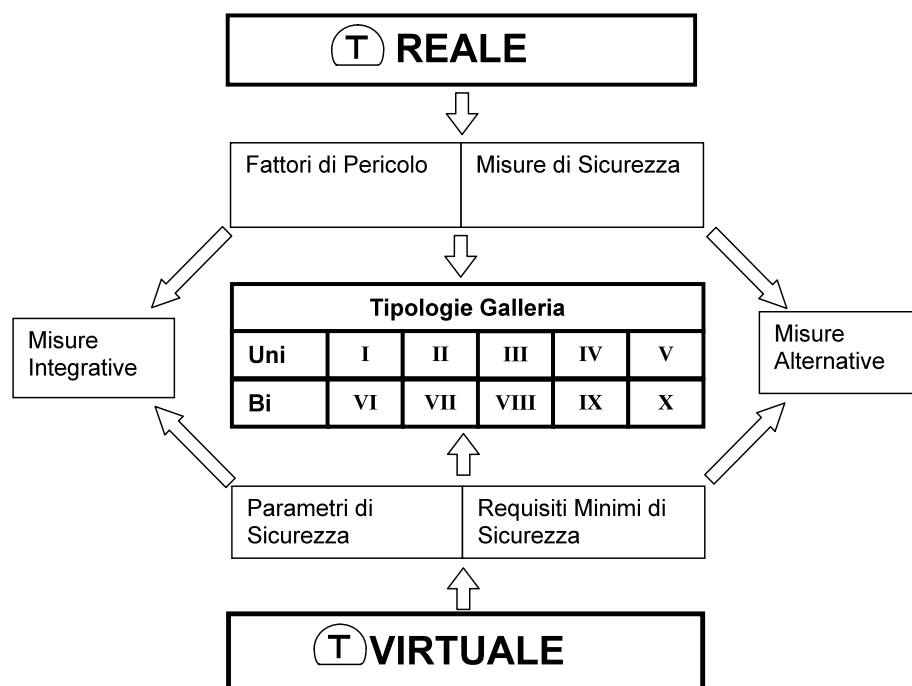 T REALE
Fattori di Pericolo
Misure di Sicurezza
Tipologie Galleria
Uni I II III IV V
Bi VI VII VIII IX X
Misure
Integrative
Misure
Alternative
Parametri di
Sicurezza
Requisiti Minimi di
Sicurezza
T VIRTUALE